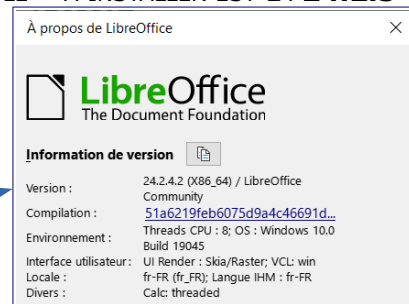 À propos de LibreOffice
LibreOffice
The Document Foundation
Information de version
Version : 24.2.4.2 (X86_64) / LibreOffice
Community
Compilation : 51a6219feb6075d9a4c46691d...
Environnement : Threads CPU : 8; OS : Windows 10.0
Build 19045
Interface utilisateur : UI Render : Skia/Raster; VCL: win
Locale : fr-FR (fr_FR); Langue IHM : fr-FR
Divers : Calc: threaded